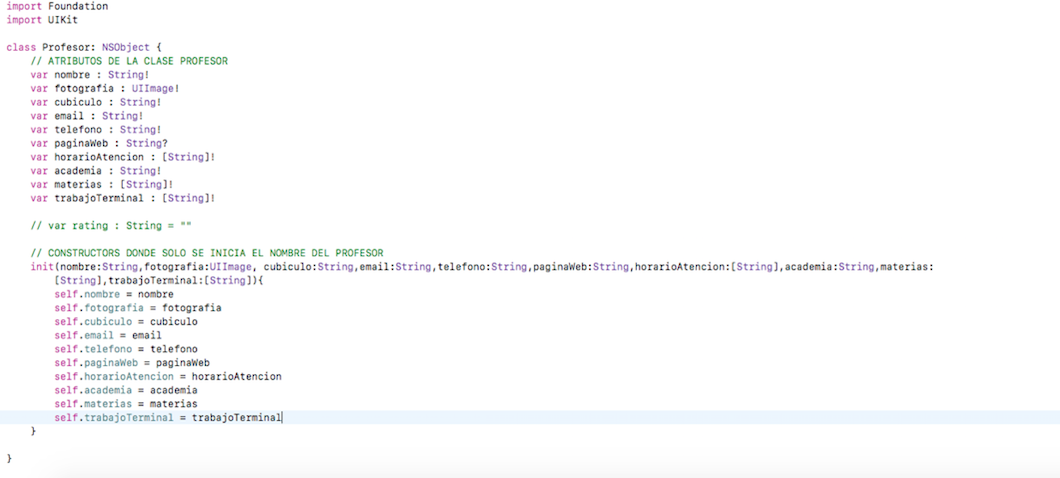 import Foundation
import UIKit
class Profesor: NSObject {
// ATRIBUTOS DE LA CLASE PROFESOR
var nombre : String!
var fotografia : UIImage!
var cubiculo : String!
var email : String!
var telefono : String!
var paginaWeb : String?
var horarioAtencion : [String]!
var academia : String!
var materias : [String]!
var trabajoTerminal : [String]!
// var rating : String = ""
// CONSTRUCTORS DONDE SOLO SE INICIA EL NOMBRE DEL PROFESOR
init(nombre:String,fotografia:UIImage, cubiculo:String,email:String,telefono:String,paginaWeb:String,horarioAtencion:[String],academia:String,materias:
[String],trabajoTerminal:[String]){
self.nombre = nombre
self.fotografia = fotografia
self.cubiculo = cubiculo
self.email = email
self.telefono = telefono
self.paginaWeb = paginaWeb
self.horarioAtencion = horarioAtencion
self.academia = academia
self.materias = materias
self.trabajoTerminal = trabajoTerminal
}
}